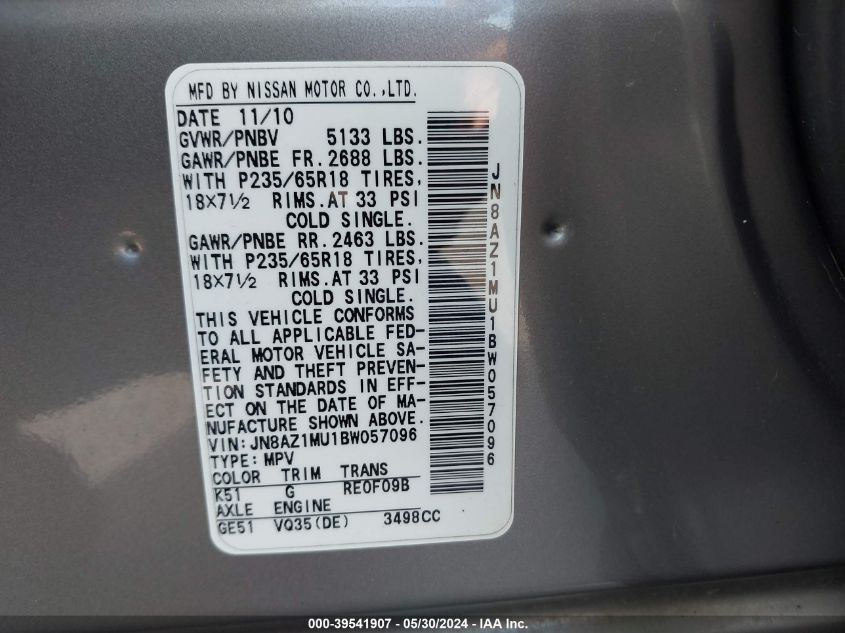 MFD BY NISSAN MOTOR CO.,LTD.
DATE 11/10
GVWR/PNBV 5133 LBS.
GAWR/PNBE FR. 2688 LBS.
WITH P235/65R18 TIRES,
18×7½ RIMS.AT 33 PSI
COLD SINGLE.
GAWR/PNBE RR. 2463 LBS.
WITH P235/65R18 TIRES,
18×7½ RIMS.AT 33 PSI
COLD SINGLE.
THIS VEHICLE CONFORMS
TO ALL APPLICABLE FED-
ERAL MOTOR VEHICLE SA-
FETY AND THEFT PREVEN-
TION STANDARDS IN EFF-
ECT ON THE DATE OF MA-
NUFACTURE SHOWN ABOVE.
VIN: JN8AZ1MU1BW057096
TYPE: MPV
COLOR TRIM TRANS
K51 G RE0F09B
AXLE ENGINE
GE51 VQ35(DE) 3498CC
JN8AZ1MU1BW057096
000-39541907 - 05/30/2024 - IAA Inc.